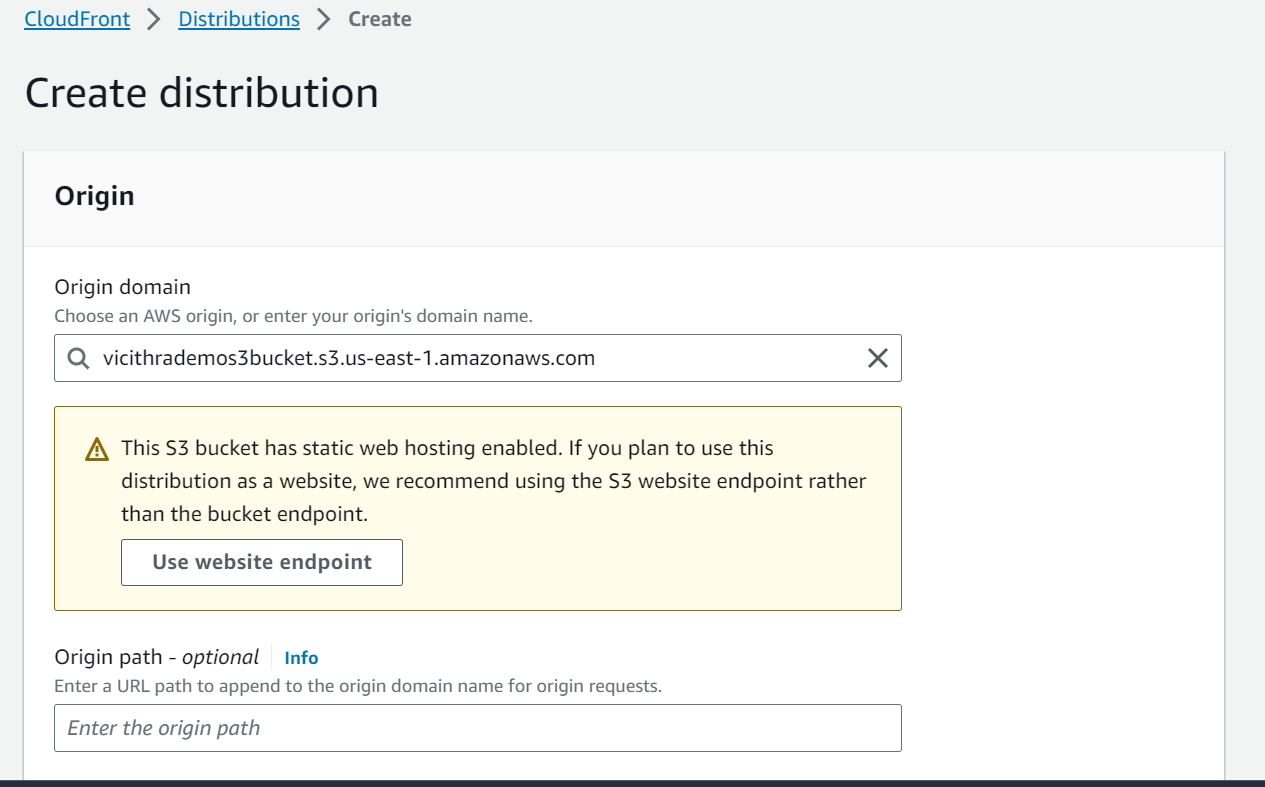 CloudFront > Distributions > Create
Create distribution
Origin
Origin domain
Choose an AWS origin, or enter your origin's domain name.
vicithrademos3bucket.s3.us-east-1.amazonaws.com
This S3 bucket has static web hosting enabled. If you plan to use this
distribution as a website, we recommend using the S3 website endpoint rather
than the bucket endpoint.
Use website endpoint
Origin path - optional Info
Enter a URL path to append to the origin domain name for origin requests.
Enter the origin path